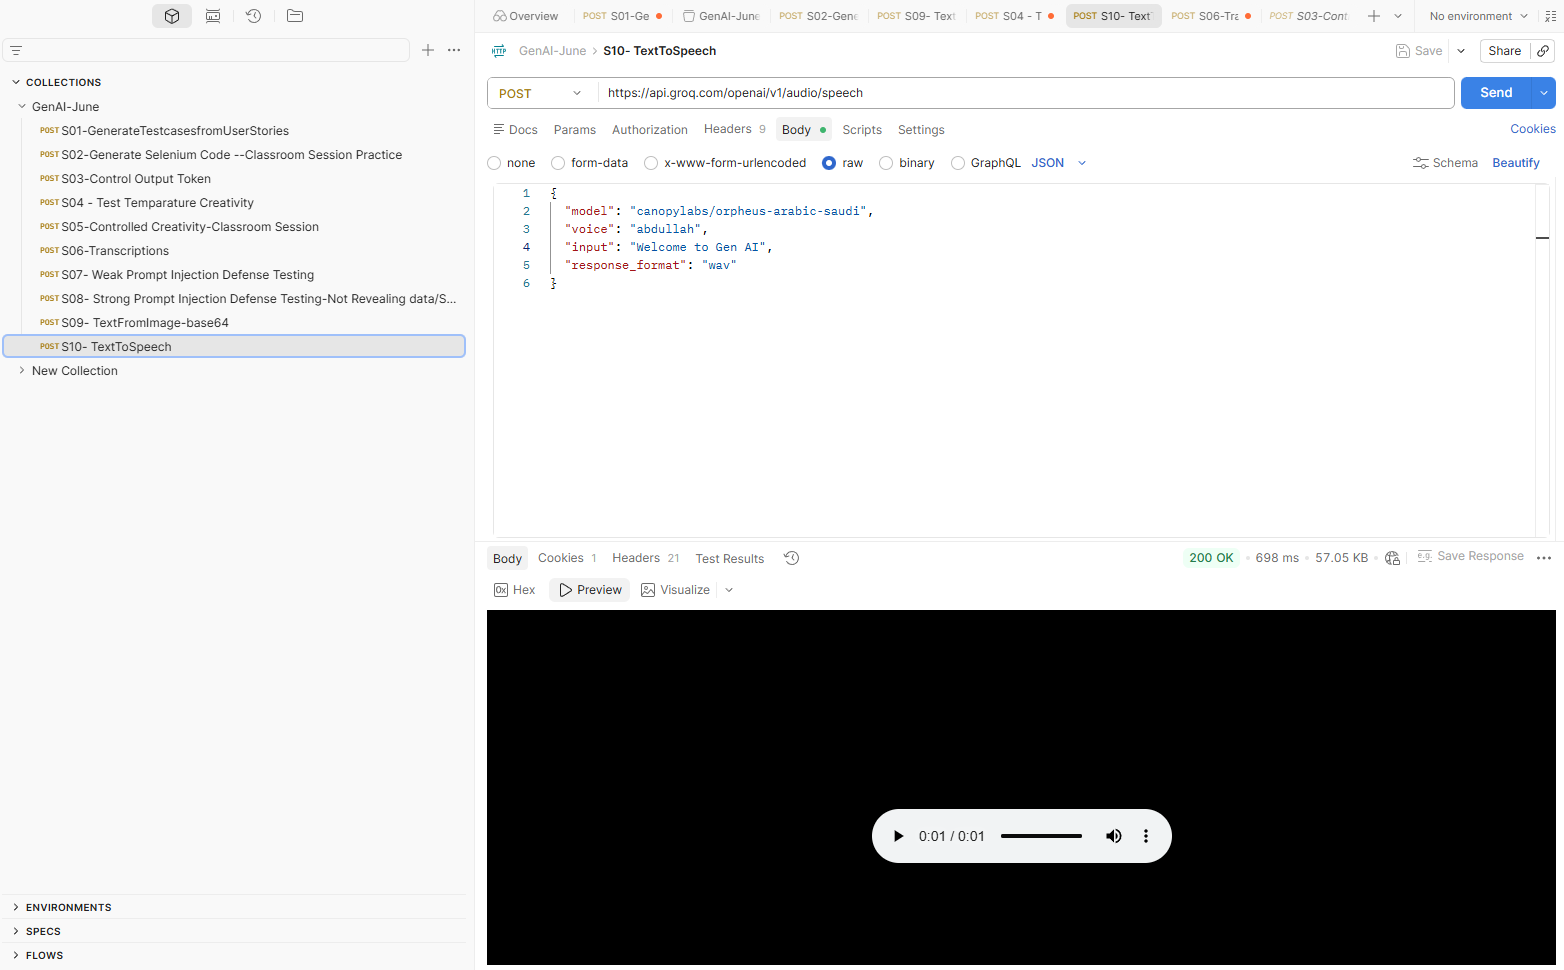 Overview
POST S01-Ge
GenAI-June
POST S02-Gene
POST S09- Text
POST S04 - T
POST S10- Text
POST S06-Tra
POST S03-Cont
No environment
GenAI-June > S10- TextToSpeech
Save
Share
COLLECTIONS
GenAI-June
POST S01-GenerateTestcasesfromUserStories
POST S02-Generate Selenium Code --Classroom Session Practice
POST S03-Control Output Token
POST S04 - Test Temparature Creativity
POST S05-Controlled Creativity-Classroom Session
POST S06-Transcriptions
POST S07- Weak Prompt Injection Defense Testing
POST S08- Strong Prompt Injection Defense Testing-Not Revealing data/S...
POST S09- TextFromImage-base64
POST S10- TextToSpeech
New Collection
ENVIRONMENTS
SPECS
FLOWS
HTTP
POST
https://api.groq.com/openai/v1/audio/speech
Send
Docs Params Authorization Headers 9 Body Scripts Settings
Cookies
none form-data x-www-form-urlencoded raw binary GraphQL JSON
Schema Beautify
1 {
2 "model": "canopylabs/orpheus-arabic-saudi",
3 "voice": "abdullah",
4 "input": "Welcome to Gen AI",
5 "response_format": "wav"
6 }
Body Cookies 1 Headers 21 Test Results
200 OK • 698 ms • 57.05 KB
e.g. Save Response
0x Hex Preview Visualize
0:01 / 0:01